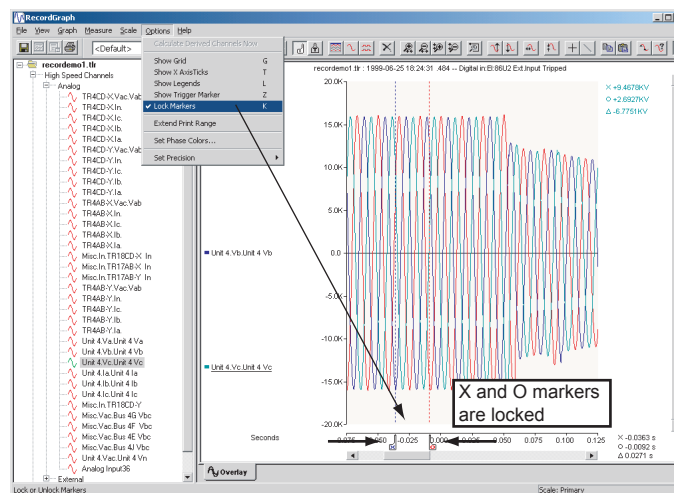 RecordGraph
File View Graph Measure Scale Options Help
<Default>
Calculate Derived Channels Now
Show Grid G
Show X AxisTicks T
Show Legends L
Show Trigger Marker Z
Lock Markers K
Extend Print Range
Set Phase Colors...
Set Precision
recordemo1.tlr
High Speed Channels
Analog
TR4CD-X.Vac.Vab
TR4CD-X.In.
TR4CD-X.Ic.
TR4CD-X.Ib.
TR4CD-X.Ia.
TR4CD-Y.Vac.Vab
TR4CD-Y.In.
TR4CD-Y.Ic.
TR4CD-Y.Ib.
TR4CD-Y.Ia.
TR4AB-X.Vac.Vab
TR4AB-X.In.
TR4AB-X.Ic.
TR4AB-X.Ib.
TR4AB-X.Ia.
Misc.In.TR18CD-X In
Misc.In.TR17AB-X In
Misc.In.TR17AB-Y In
TR4AB-Y.Vac.Vab
TR4AB-Y.In.
TR4AB-Y.Ic.
TR4AB-Y.Ib.
TR4AB-Y.Ia.
Unit 4.Va.Unit 4 Va
Unit 4.Vb.Unit 4 Vb
Unit 4.Vc.Unit 4 Vc
Unit 4.Ia.Unit 4 Ia
Unit 4.Ib.Unit 4 Ib
Unit 4.Ic.Unit 4 Ic
Misc.In.TR18CD-Y
Misc.Vac.Bus 4G Vbc
Misc.Vac.Bus 4F Vbc
Misc.Vac.Bus 4E Vbc
Misc.Vac.Bus 4J Vbc
Unit 4.Vac.Unit 4 Vn
Analog Input36
External
recordemo1.tlr : 1999-06-25 18:24:31 .484 -- Digital in:Ei:86U2 Ext.Input Tripped
X +9.4678KV
O +2.6927KV
Δ -6.7751KV
20.0K
15.0K
10.0K
5.0K
Unit 4.Vb.Unit 4 Vb
0.0
-5.0K
-10.0K
Unit 4.Vc.Unit 4 Vc
-15.0K
-20.0K
X and O markers
are locked
Seconds
-0.025 0.000 0.025 0.050 0.075 0.100 0.125
X -0.0363 s
O -0.0092 s
Δ 0.0271 s
Overlay
Lock or Unlock Markers
Scale: Primary